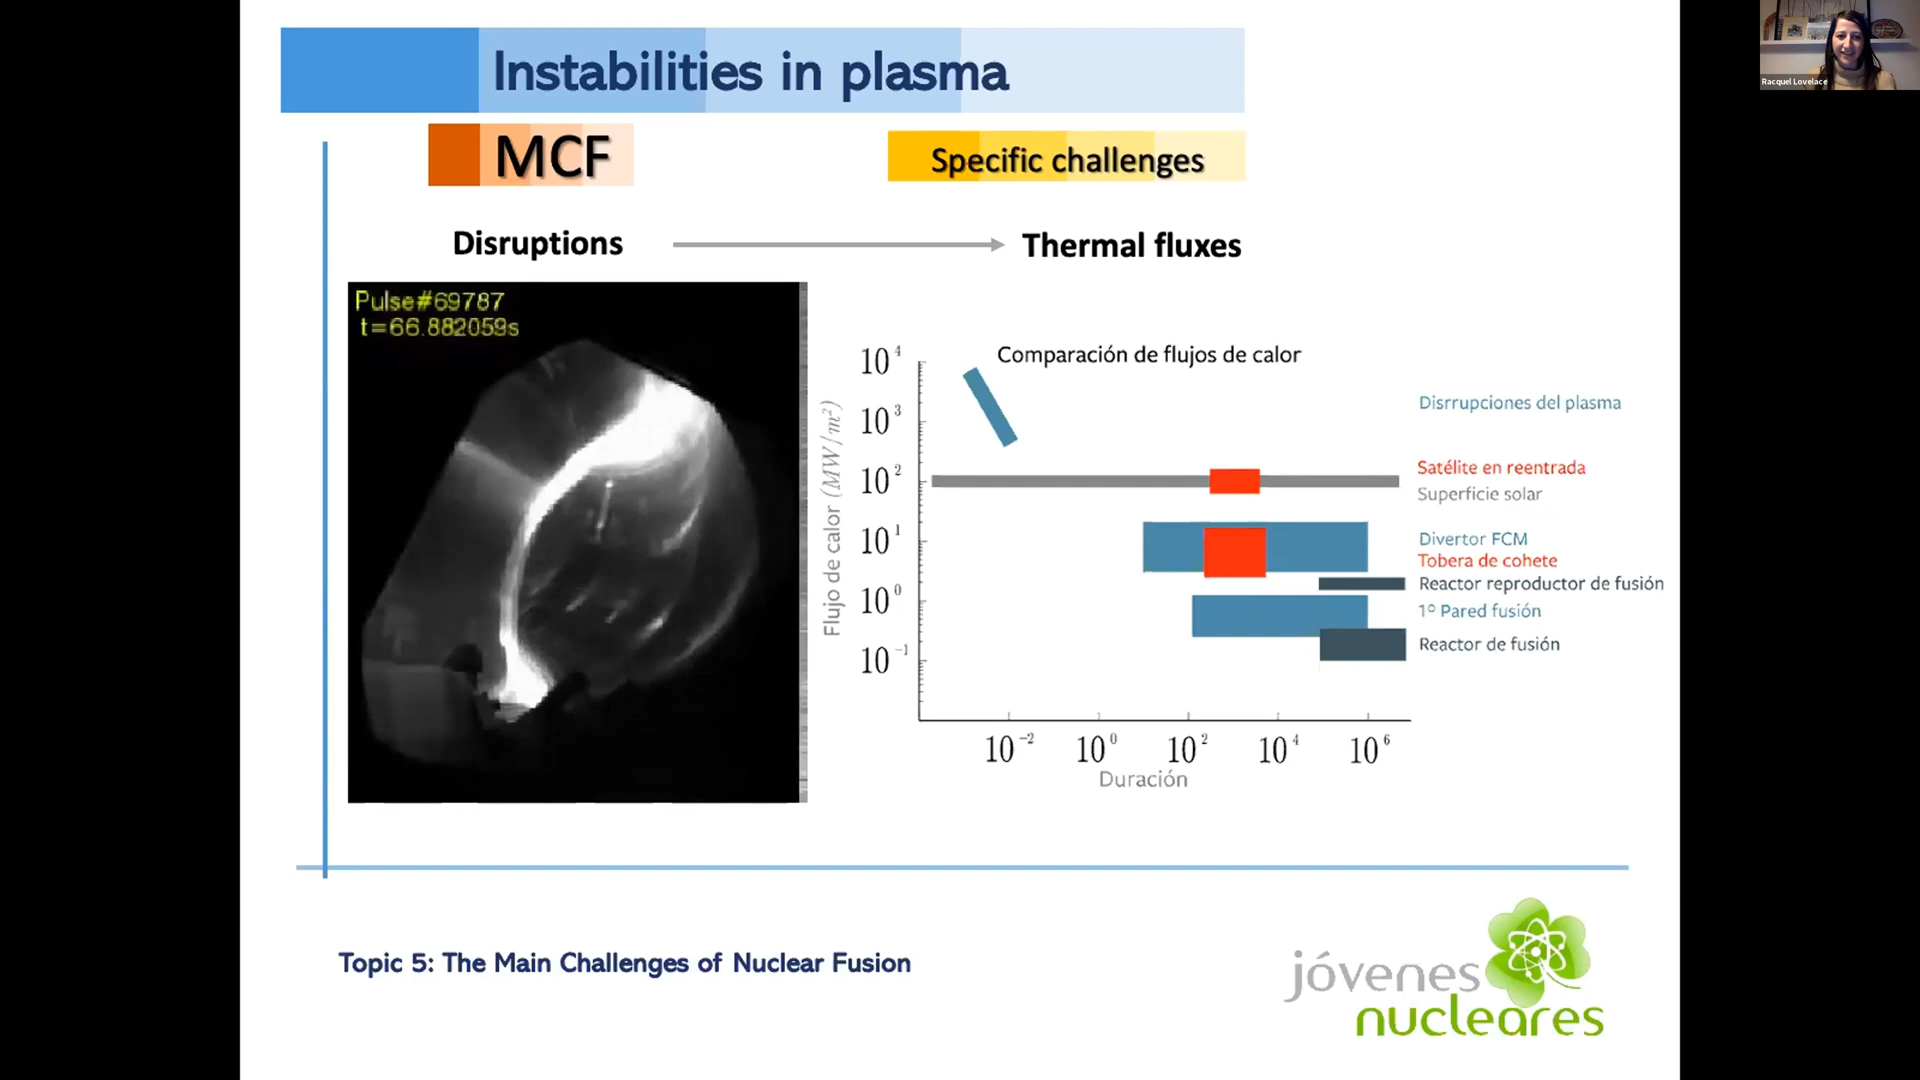 Instabilities in plasma
MCF
Specific challenges
Disruptions
Thermal fluxes
Pulse#69787
t=66.882059s
Comparación de flujos de calor
Flujo de calor (MW/m²)
10⁴
10³
10²
10¹
10⁰
10⁻¹
Disrrupciones del plasma
Satélite en reentrada
Superficie solar
Divertor FCM
Tobera de cohete
Reactor reproductor de fusión
1º Pared fusión
Reactor de fusión
10⁻² 10⁰ 10² 10⁴ 10⁶
Duración
Topic 5: The Main Challenges of Nuclear Fusion
jóvenes
nucleares
Racquel Lovelace